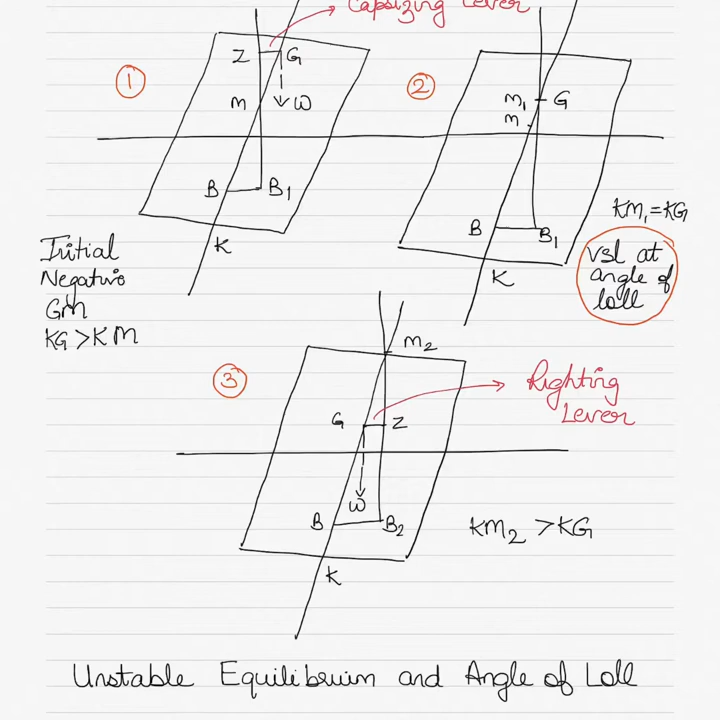 Capsizing Lever
1
Z G
W
M
B B1
K
Initial
Negative
GM
KG > KM
2
M1 G
M
B B1
K
KM1 = KG
vsl at
angle of
loll
3
M2
Righting
Lever
G Z
W
B B2
K
KM2 > KG
Unstable Equilibrium and Angle of Loll